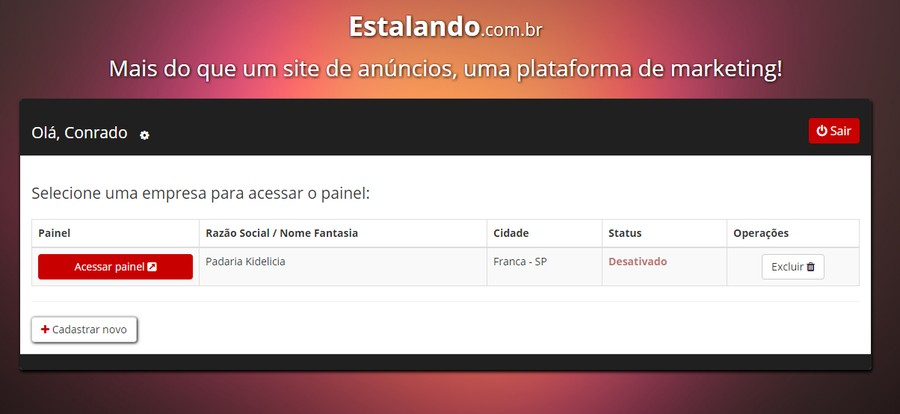 Estalando.com.br
Mais do que um site de anúncios, uma plataforma de marketing!
Olá, Conrado
Sair
Selecione uma empresa para acessar o painel:
Painel Razão Social / Nome Fantasia Cidade Status Operações
Acessar painel Padaria Kidelicia Franca - SP Desativado Excluir
Cadastrar novo